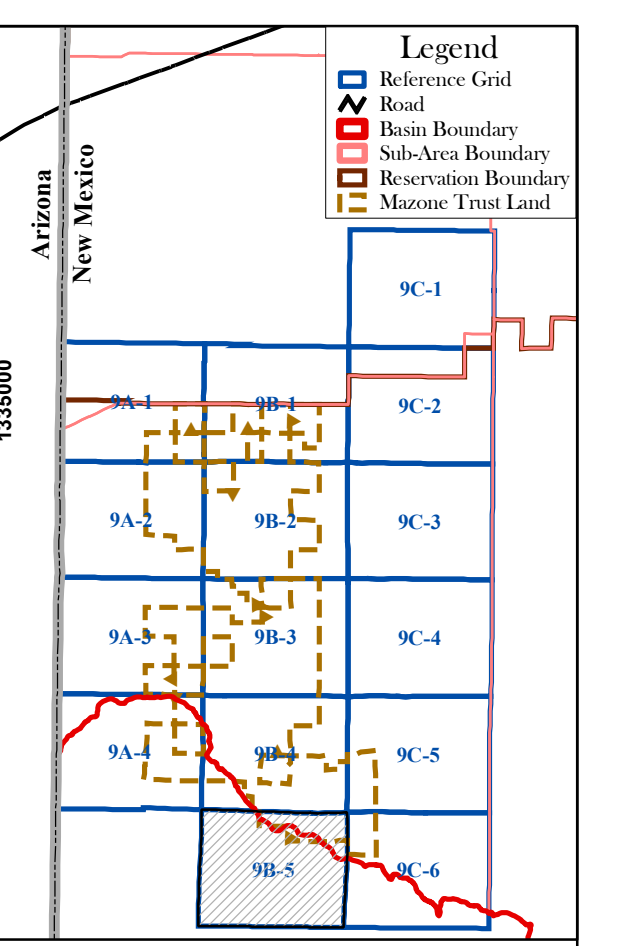 Legend
Reference Grid
Road
Basin Boundary
Sub-Area Boundary
Reservation Boundary
Mazone Trust Land
Arizona
New Mexico
1335000
9C-1
9A-1
9B-1
9C-2
9A-2
9B-2
9C-3
9A-3
9B-3
9C-4
9A-4
9B-4
9C-5
9B-5
9C-6